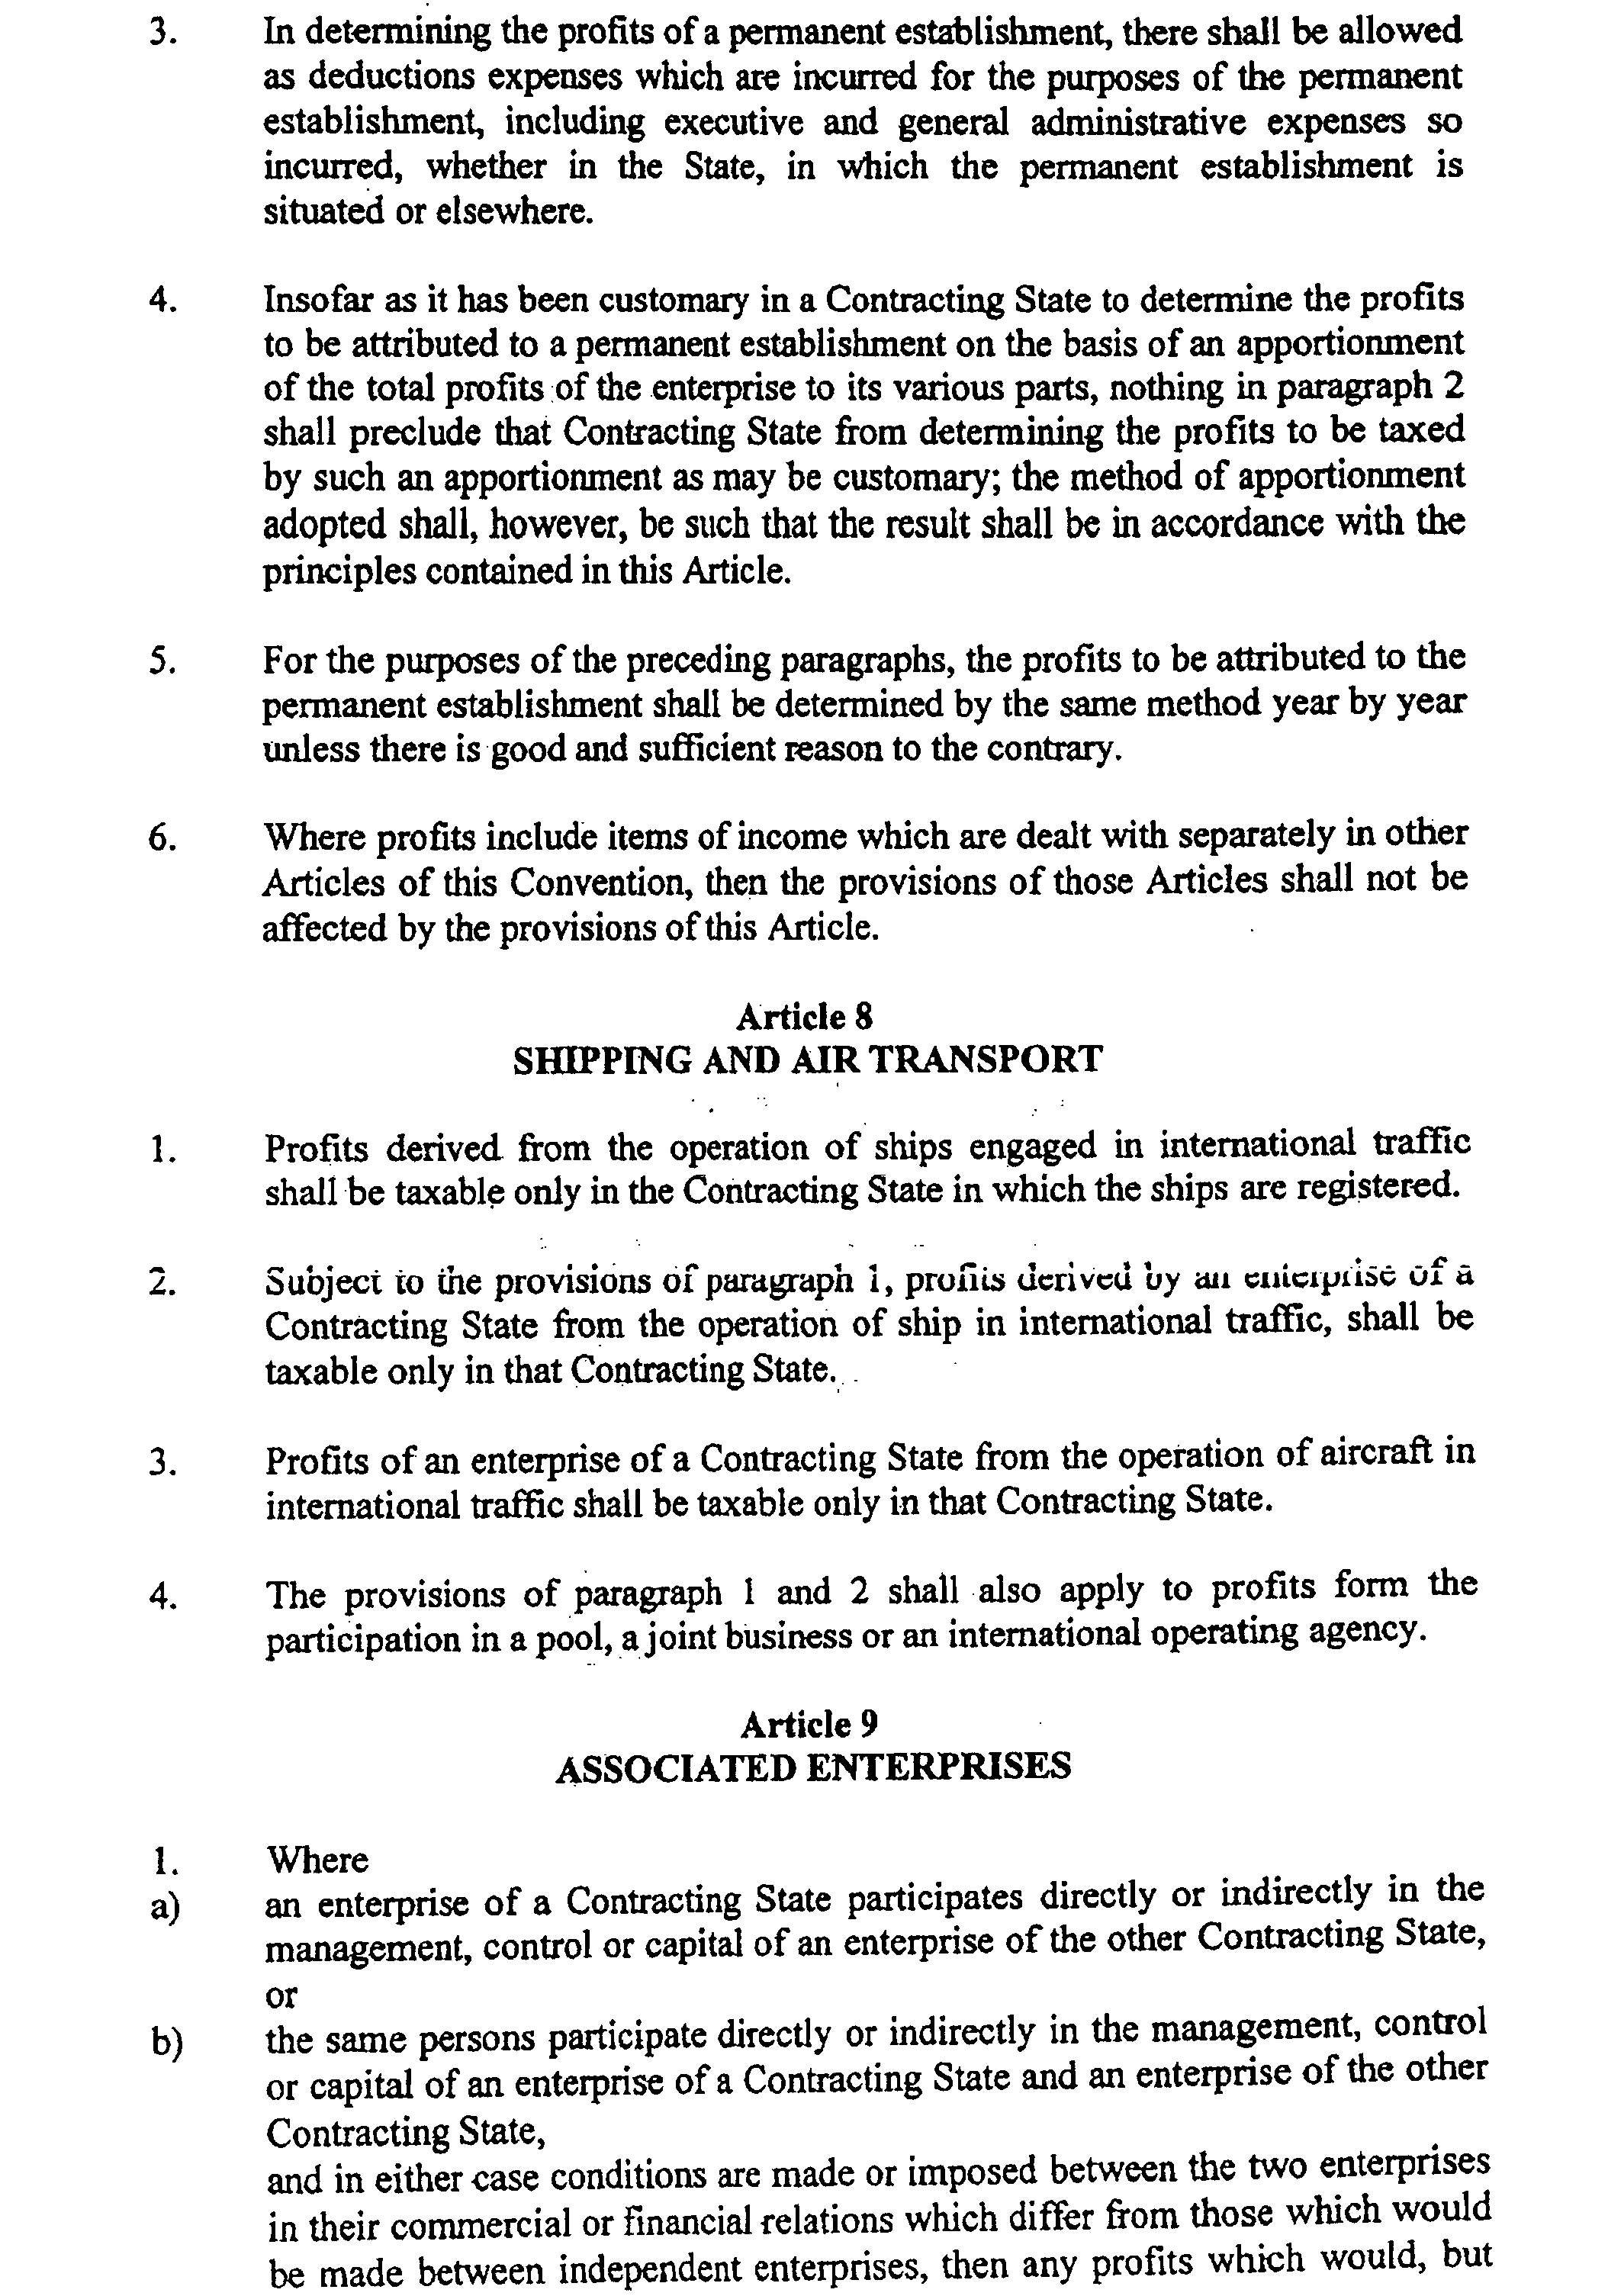 3. In determining the profits of a permanent establishment, there shall be allowed
as deductions expenses which are incurred for the purposes of the permanent
establishment, including executive and general administrative expenses so
incurred, whether in the State, in which the permanent establishment is
situated or elsewhere.
4. Insofar as it has been customary in a Contracting State to determine the profits
to be attributed to a permanent establishment on the basis of an apportionment
of the total profits of the enterprise to its various parts, nothing in paragraph 2
shall preclude that Contracting State from determining the profits to be taxed
by such an apportionment as may be customary; the method of apportionment
adopted shall, however, be such that the result shall be in accordance with the
principles contained in this Article.
5. For the purposes of the preceding paragraphs, the profits to be attributed to the
permanent establishment shall be determined by the same method year by year
unless there is good and sufficient reason to the contrary.
6. Where profits include items of income which are dealt with separately in other
Articles of this Convention, then the provisions of those Articles shall not be
affected by the provisions of this Article.
Article 8
SHIPPING AND AIR TRANSPORT
1. Profits derived from the operation of ships engaged in international traffic
shall be taxable only in the Contracting State in which the ships are registered.
2. Subject to the provisions of paragraph 1, profits derived by an enterprise of a
Contracting State from the operation of ship in international traffic, shall be
taxable only in that Contracting State.
3. Profits of an enterprise of a Contracting State from the operation of aircraft in
international traffic shall be taxable only in that Contracting State.
4. The provisions of paragraph 1 and 2 shall also apply to profits form the
participation in a pool, a joint business or an international operating agency.
Article 9
ASSOCIATED ENTERPRISES
1. Where
a) an enterprise of a Contracting State participates directly or indirectly in the
management, control or capital of an enterprise of the other Contracting State,
or
b) the same persons participate directly or indirectly in the management, control
or capital of an enterprise of a Contracting State and an enterprise of the other
Contracting State,
and in either case conditions are made or imposed between the two enterprises
in their commercial or financial relations which differ from those which would
be made between independent enterprises, then any profits which would, but